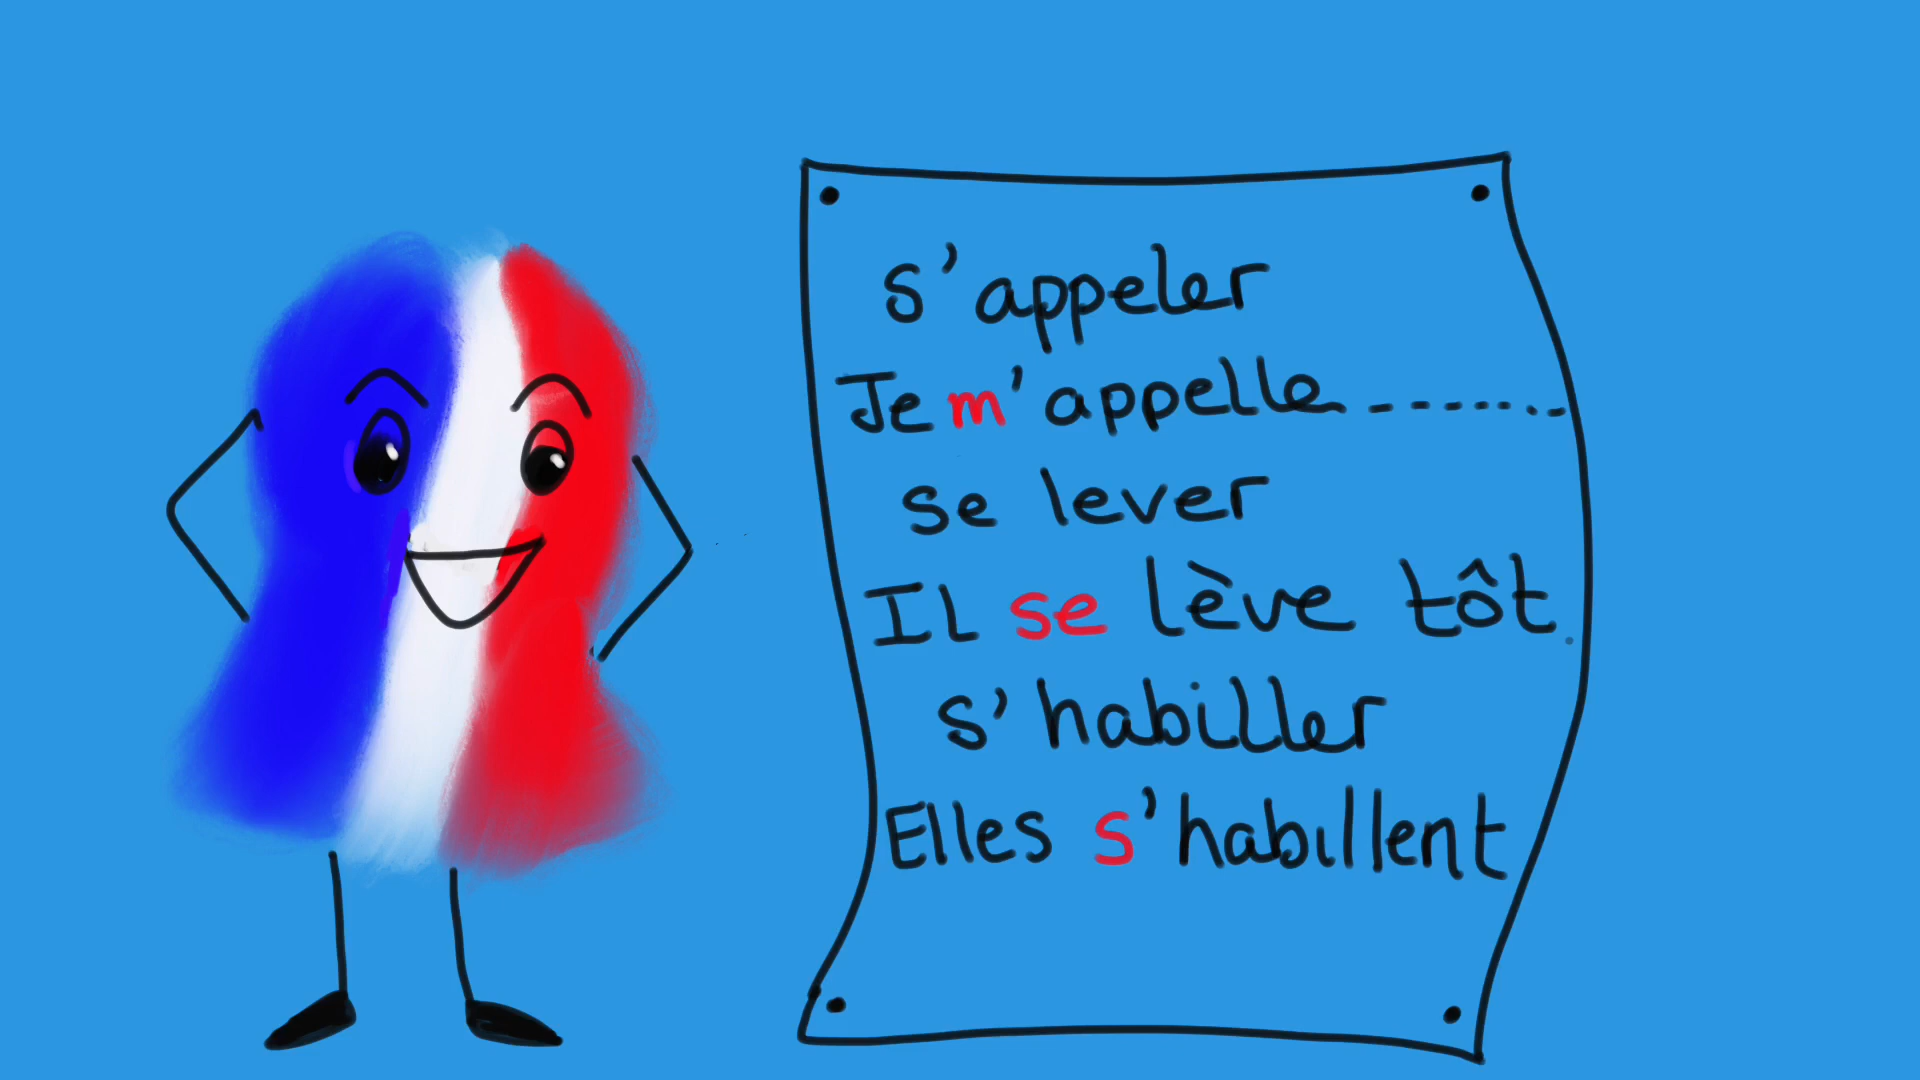 s'appeler
Je m'appelle..........
se lever
Il se lève tôt.
s'habiller
Elles s'habillent